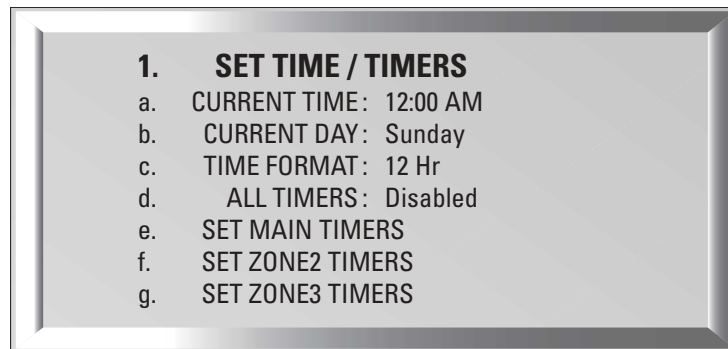 1. SET TIME / TIMERS
a. CURRENT TIME: 12:00 AM
b. CURRENT DAY: Sunday
c. TIME FORMAT: 12 Hr
d. ALL TIMERS: Disabled
e. SET MAIN TIMERS
f. SET ZONE2 TIMERS
g. SET ZONE3 TIMERS